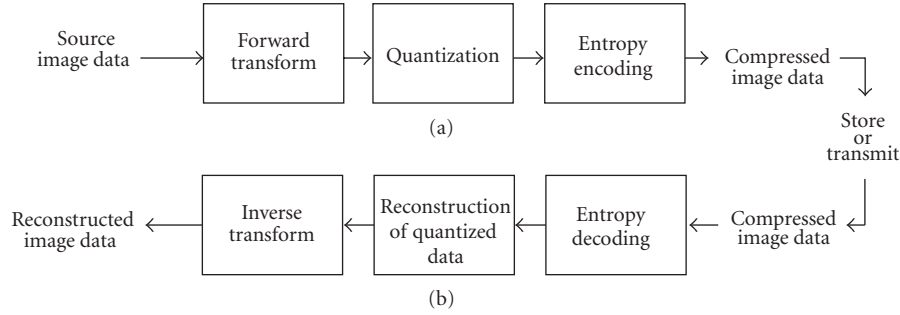 Source
image data
Forward
transform
Quantization
Entropy
encoding
Compressed
image data
(a)
Store
or
transmit
Reconstructed
image data
Inverse
transform
Reconstruction
of quantized
data
Entropy
decoding
Compressed
image data
(b)